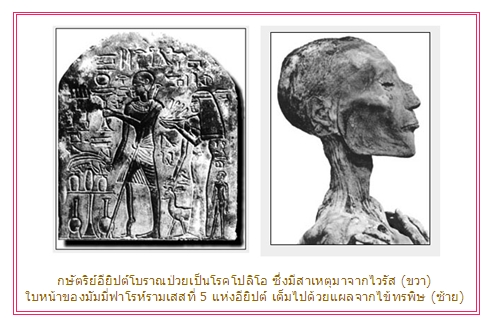 กษัตริย์อียิปต์โบราณป่วยเป็นโรคโปลิโอ ซึ่งมีสาเหตุมาจากไวรัส (ขวา)
ใบหน้าของมัมมี่ฟาโรห์รามเสสที่ 5 แห่งอียิปต์ เต็มไปด้วยแผลจากไข้ทรพิษ (ซ้าย)